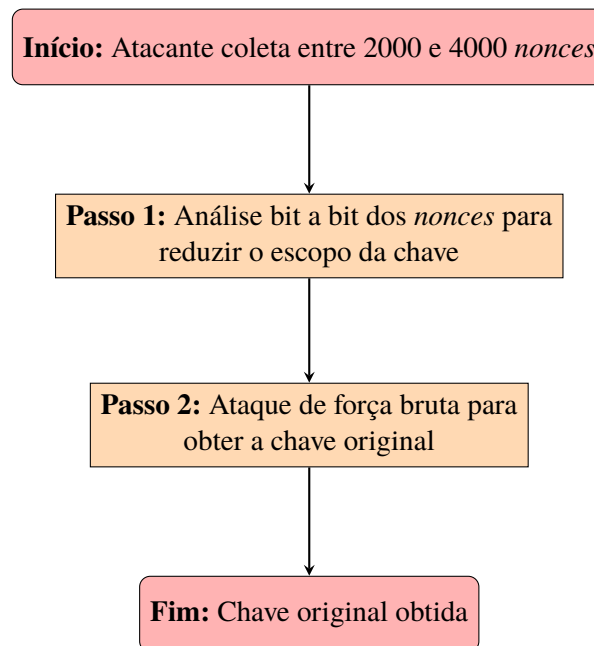 Início: Atacante coleta entre 2000 e 4000 nonces
Passo 1: Análise bit a bit dos nonces para
reduzir o escopo da chave
Passo 2: Ataque de força bruta para
obter a chave original
Fim: Chave original obtida